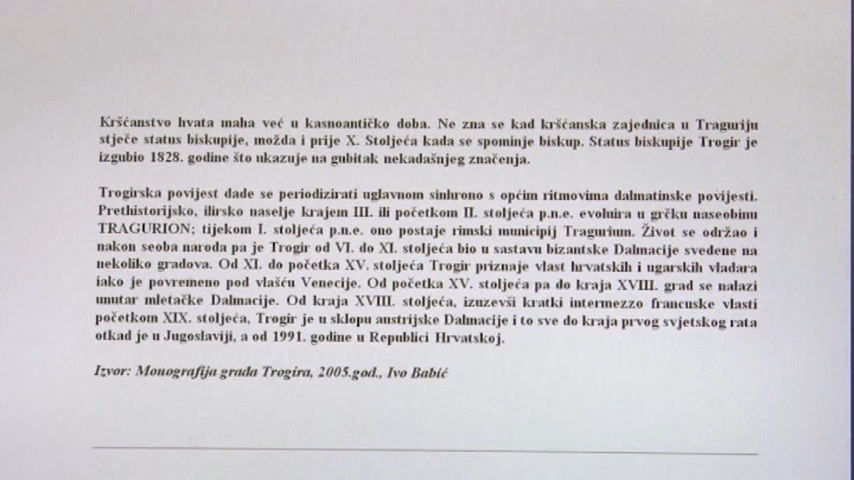 Kršćanstvo hvata maha već u kasnoantičko doba. Ne zna se kad kršćanska zajednica u Traguriju
stječe status biskupije, možda i prije X. Stoljeća kada se spominje biskup. Status biskupije Trogir je
izgubio 1828. godine što ukazuje na gubitak nekadašnjeg značenja.
Trogirska povijest dade se periodizirati uglavnom sinhrono s općim ritmovima dalmatinske povijesti.
Prethistorijsko, ilirsko naselje krajem III. ili početkom II. stoljeća p.n.e. evoluira u grčku naseobinu
TRAGURION; tijekom I. stoljeća p.n.e. ono postaje rimski municipij Tragurium. Život se održao i
nakon seoba naroda pa je Trogir od VI. do XI. stoljeća bio u sastavu bizantske Dalmacije svedene na
nekoliko gradova. Od XI. do početka XV. stoljeća Trogir priznaje vlast hrvatskih i ugarskih vladara
iako je povremeno pod vlašću Venecije. Od početka XV. stoljeća pa do kraja XVIII. grad se nalazi
unutar mletačke Dalmacije. Od kraja XVIII. stoljeća, izuzevši kratki intermezzo francuske vlasti
početkom XIX. stoljeća, Trogir je u sklopu austrijske Dalmacije i to sve do kraja prvog svjetskog rata
otkad je u Jugoslaviji, a od 1991. godine u Republici Hrvatskoj.
Izvor: Monografija grada Trogira, 2005.god., Ivo Babić